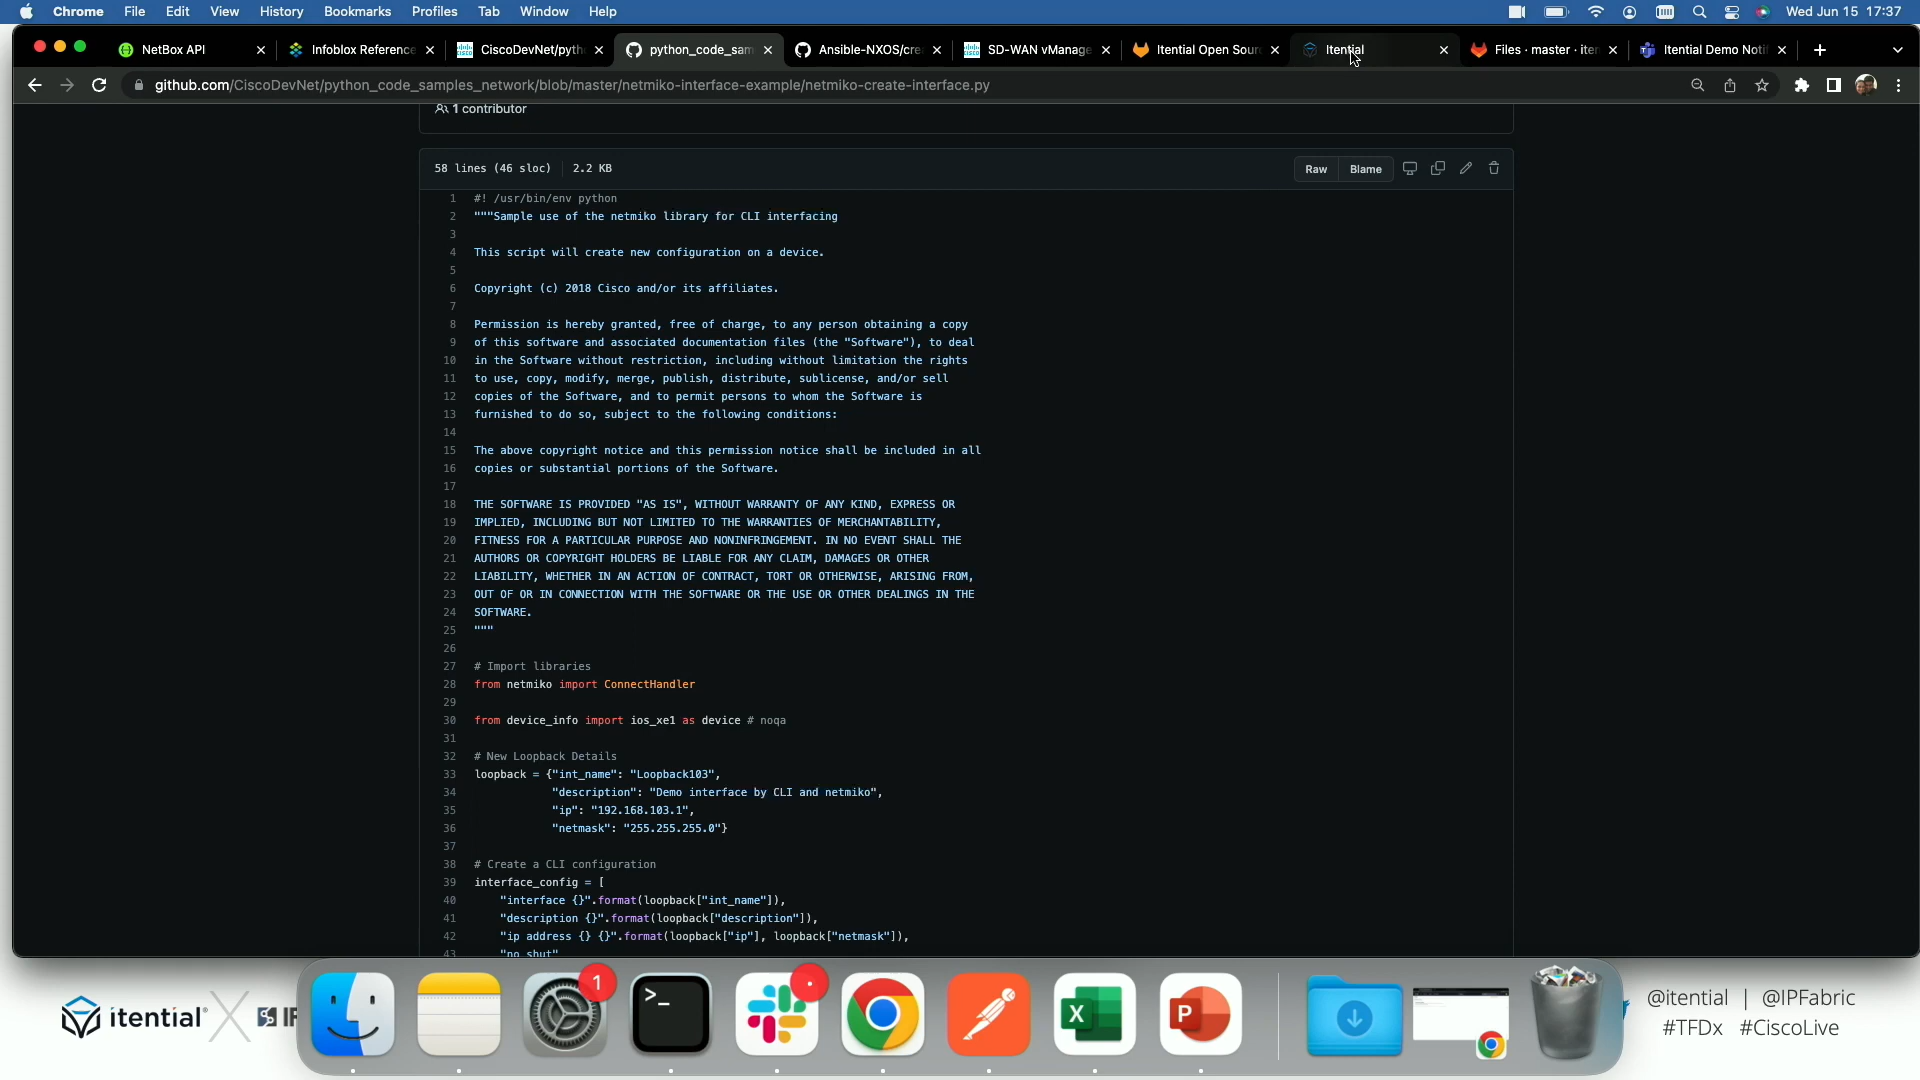 Chrome File Edit View History Bookmarks Profiles Tab Window Help Wed Jun 15 17:37
NetBox API Infoblox Reference CiscoDevNet/pyth python_code_sam Ansible-NXOS/cre SD-WAN vManage Itential Open Sour Itential Files · master · iten Itential Demo Notif
github.com/CiscoDevNet/python_code_samples_network/blob/master/netmiko-interface-example/netmiko-create-interface.py
1 contributor
58 lines (46 sloc) 2.2 KB Raw Blame
1 #! /usr/bin/env python
2 """Sample use of the netmiko library for CLI interfacing
3
4 This script will create new configuration on a device.
5
6 Copyright (c) 2018 Cisco and/or its affiliates.
7
8 Permission is hereby granted, free of charge, to any person obtaining a copy
9 of this software and associated documentation files (the "Software"), to deal
10 in the Software without restriction, including without limitation the rights
11 to use, copy, modify, merge, publish, distribute, sublicense, and/or sell
12 copies of the Software, and to permit persons to whom the Software is
13 furnished to do so, subject to the following conditions:
14
15 The above copyright notice and this permission notice shall be included in all
16 copies or substantial portions of the Software.
17
18 THE SOFTWARE IS PROVIDED "AS IS", WITHOUT WARRANTY OF ANY KIND, EXPRESS OR
19 IMPLIED, INCLUDING BUT NOT LIMITED TO THE WARRANTIES OF MERCHANTABILITY,
20 FITNESS FOR A PARTICULAR PURPOSE AND NONINFRINGEMENT. IN NO EVENT SHALL THE
21 AUTHORS OR COPYRIGHT HOLDERS BE LIABLE FOR ANY CLAIM, DAMAGES OR OTHER
22 LIABILITY, WHETHER IN AN ACTION OF CONTRACT, TORT OR OTHERWISE, ARISING FROM,
23 OUT OF OR IN CONNECTION WITH THE SOFTWARE OR THE USE OR OTHER DEALINGS IN THE
24 SOFTWARE.
25 """
26
27 # Import libraries
28 from netmiko import ConnectHandler
29
30 from device_info import ios_xe1 as device # noqa
31
32 # New Loopback Details
33 loopback = {"int_name": "Loopback103",
34 "description": "Demo interface by CLI and netmiko",
35 "ip": "192.168.103.1",
36 "netmask": "255.255.255.0"}
37
38 # Create a CLI configuration
39 interface_config = [
40 "interface {}".format(loopback["int_name"]),
41 "description {}".format(loopback["description"]),
42 "ip address {} {}".format(loopback["ip"], loopback["netmask"]),
43 "no shut"
1
itential X IP
>_
X
P
@itential | @IPFabric
#TFDx #CiscoLive